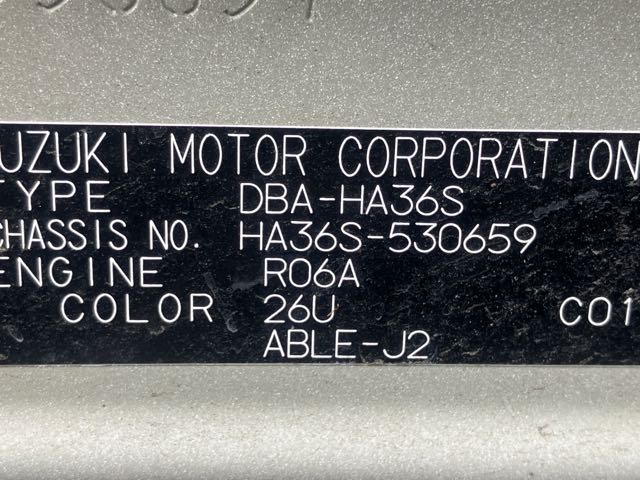 UZUKI MOTOR CORPORATION
TYPE DBA-HA36S
CHASSIS NO. HA36S-530659
ENGINE R06A
COLOR 26U C01
ABLE-J2